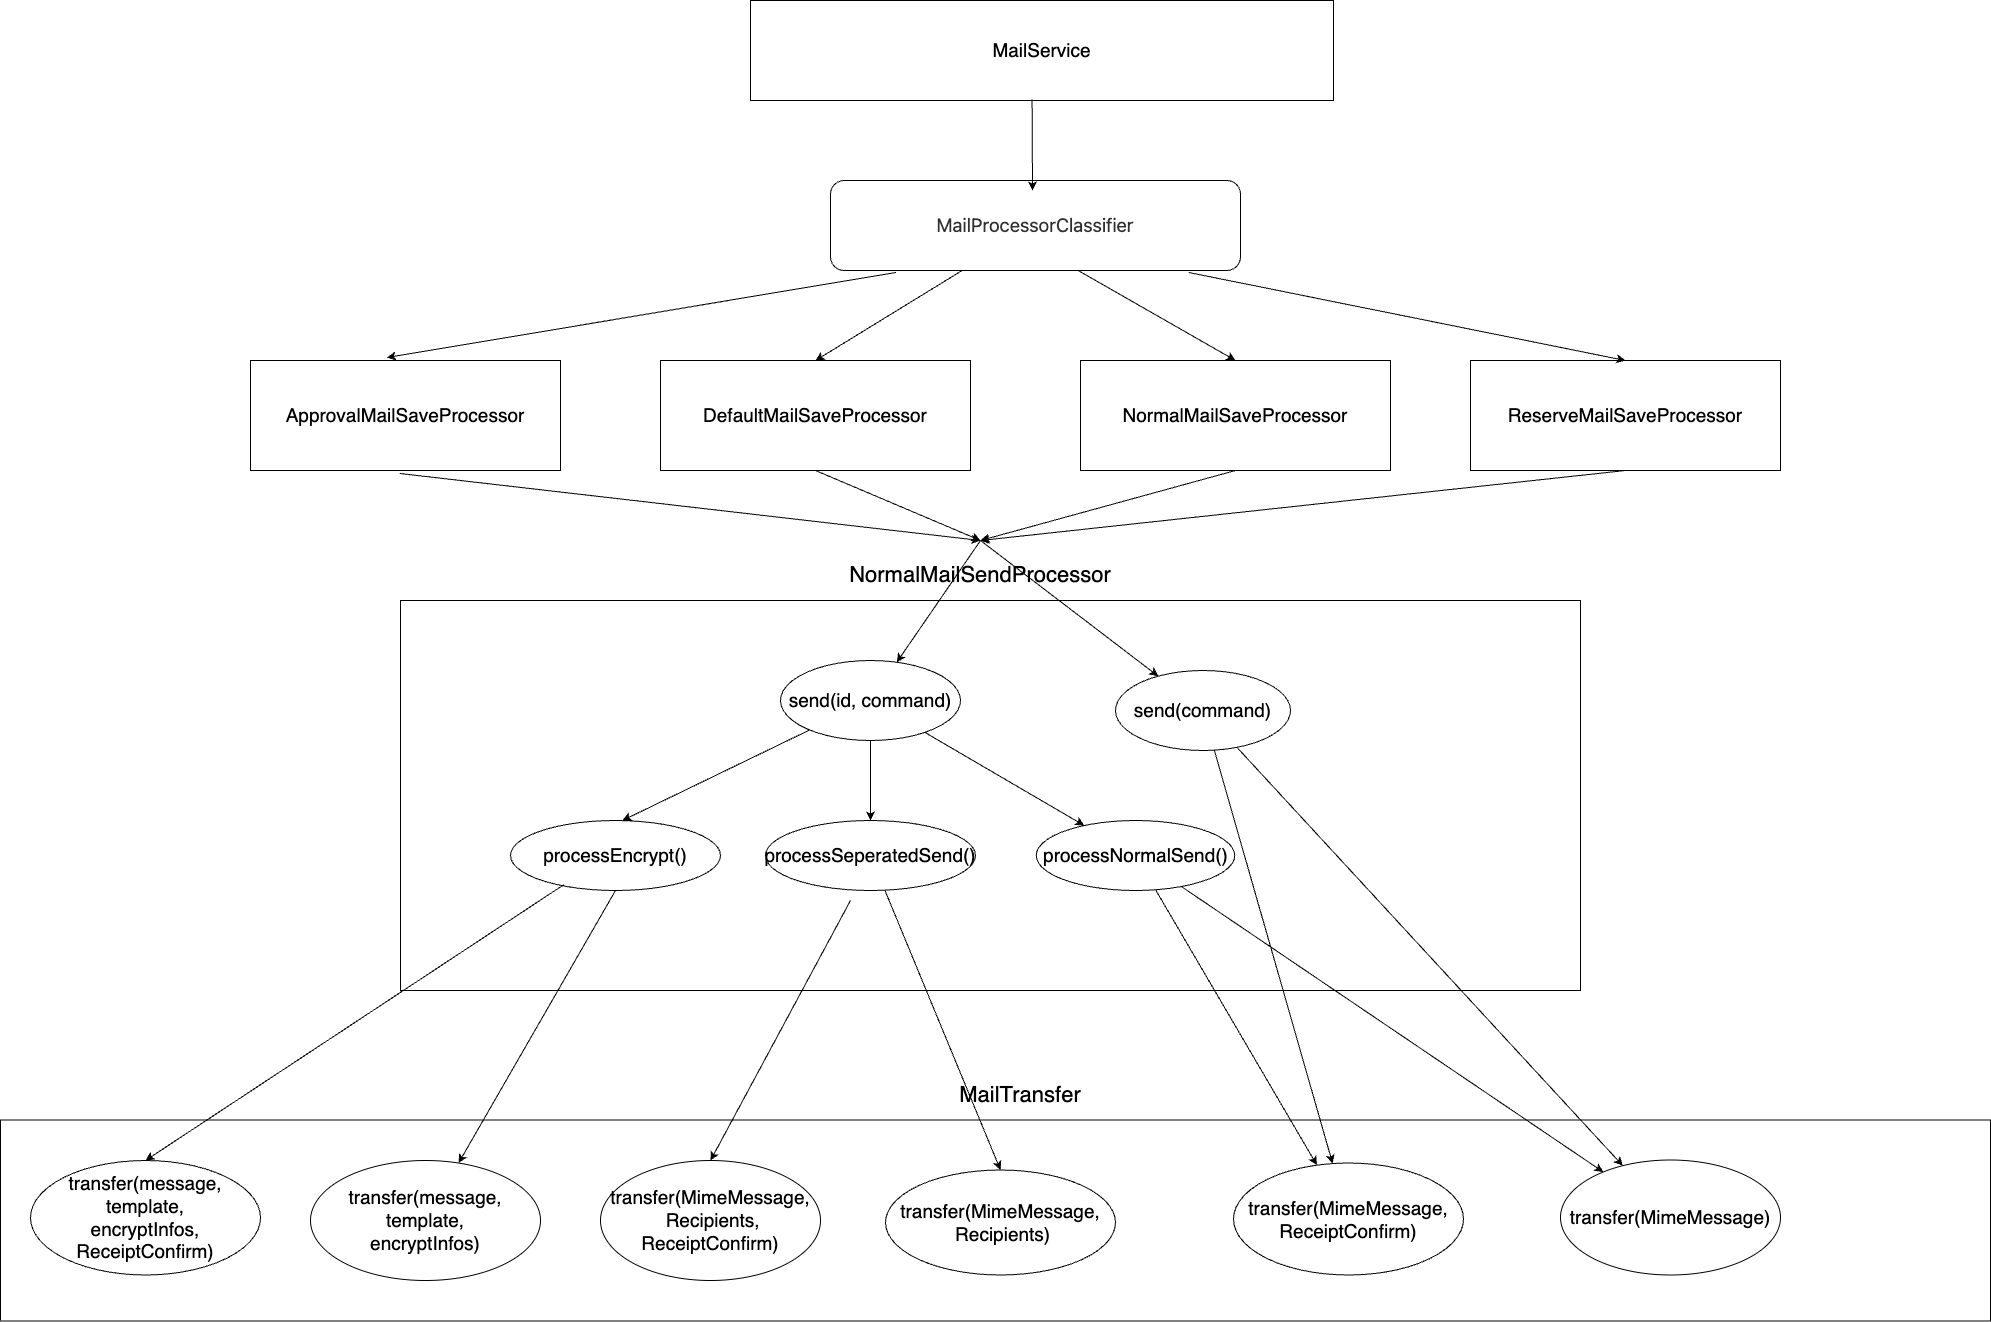 MailService
MailProcessorClassifier
ApprovalMailSaveProcessor
DefaultMailSaveProcessor
NormalMailSaveProcessor
ReserveMailSaveProcessor
NormalMailSendProcessor
send(id, command)
send(command)
processEncrypt()
processSeperatedSend()
processNormalSend()
MailTransfer
transfer(message,
template,
encryptInfos,
ReceiptConfirm)
transfer(message,
template,
encryptInfos)
transfer(MimeMessage,
Recipients,
ReceiptConfirm)
transfer(MimeMessage,
Recipients)
transfer(MimeMessage,
ReceiptConfirm)
transfer(MimeMessage)